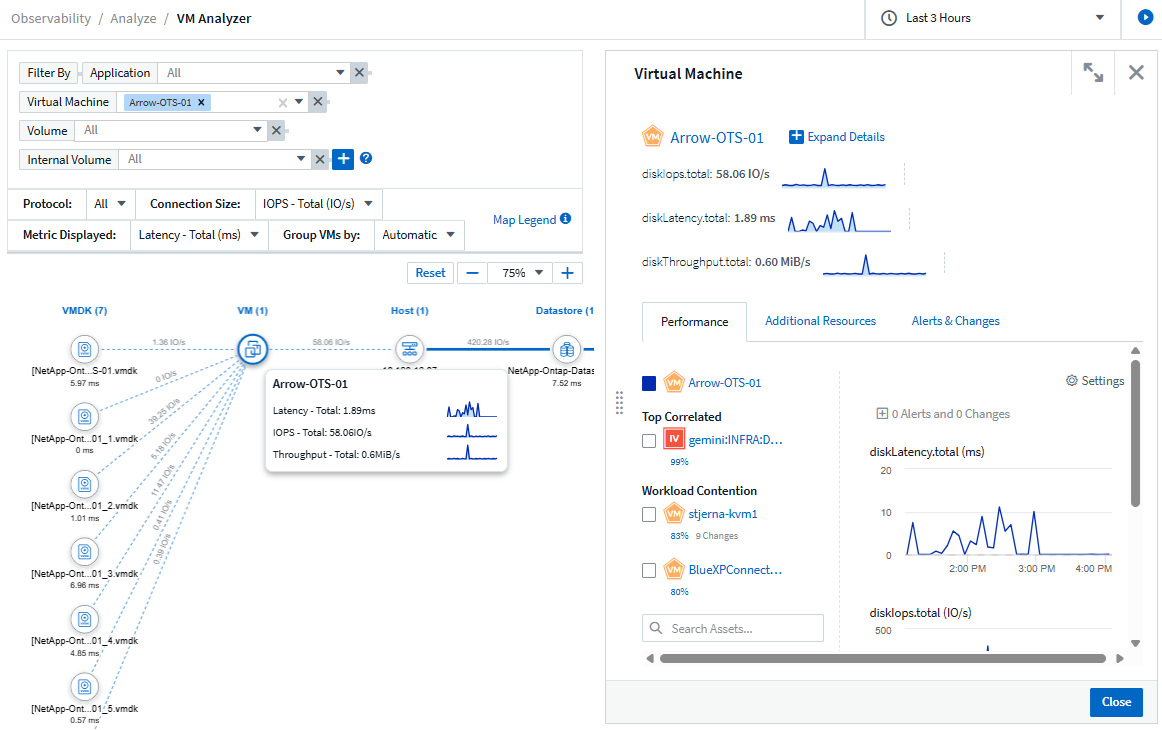 Observability / Analyze / VM Analyzer
Last 3 Hours
Filter By Application All
Virtual Machine Arrow-OTS-01
Volume All
Internal Volume All
Protocol: All Connection Size: IOPS - Total (IO/s)
Metric Displayed: Latency - Total (ms) Group VMs by: Automatic
Map Legend
Reset 75%
VMDK (7) VM (1) Host (1) Datastore (1
1.36 IO/s 58.06 IO/s 420.28 IO/s
[NetApp-Ont...S-01.vmdk
5.97 ms
NetApp-Ontap-Datas
7.52 ms
0 IO/s
[NetApp-Ont...01_1.vmdk
0 ms
39.25 IO/s
[NetApp-Ont...01_2.vmdk
1.01 ms
5.18 IO/s
[NetApp-Ont...01_3.vmdk
6.96 ms
11.47 IO/s
[NetApp-Ont...01_4.vmdk
4.85 ms
0.41 IO/s
[NetApp-Ont...01_5.vmdk
0.57 ms
0.39 IO/s
Arrow-OTS-01
Latency - Total: 1.89ms
IOPS - Total: 58.06IO/s
Throughput - Total: 0.6MiB/s
Virtual Machine
VM Arrow-OTS-01 Expand Details
diskIops.total: 58.06 IO/s
diskLatency.total: 1.89 ms
diskThroughput.total: 0.60 MiB/s
Performance Additional Resources Alerts & Changes
VM Arrow-OTS-01
Settings
Top Correlated
IV gemini:INFRA:D...
99%
Workload Contention
VM stjerna-kvm1
83% 9 Changes
VM BlueXPConnect...
80%
Search Assets...
0 Alerts and 0 Changes
diskLatency.total (ms)
20
10
0
2:00 PM 3:00 PM 4:00 PM
diskIops.total (IO/s)
500
Close